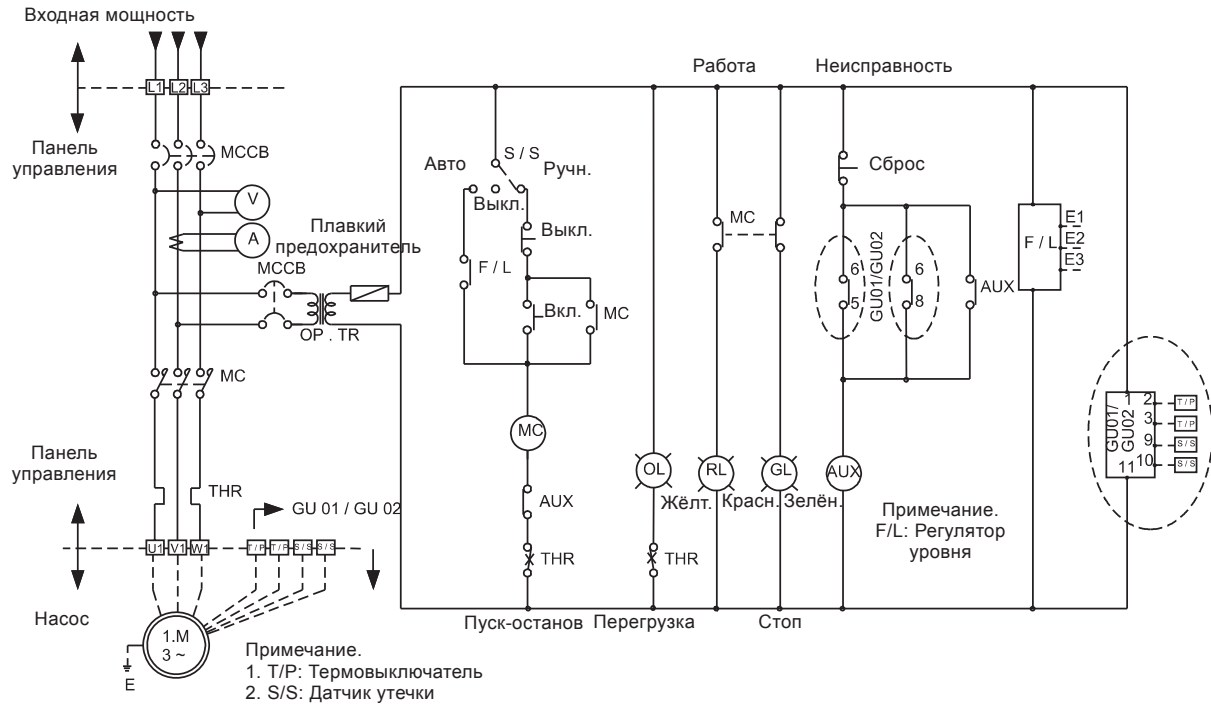 Входная мощность
L1 L2 L3
Панель
управления
MCCB
V
A
Плавкий
предохранитель
MCCB
OP . TR
MC
Панель
управления
THR
GU 01 / GU 02
U1 V1 W1
T / P T / P S / S S / S
Насос
1.M
3 ~
E
Примечание.
1. T/P: Термовыключатель
2. S/S: Датчик утечки
Работа
Неисправность
S / S
Авто
Ручн.
Выкл.
Выкл.
F / L
Вкл.
MC
MC
AUX
THR
Пуск-останов
OL
Жёлт.
THR
Перегрузка
MC
RL
Красн.
GL
Зелён.
Стоп
Сброс
6
5
GU01/GU02
6
8
AUX
AUX
F / L
E1
E2
E3
Примечание.
F/L: Регулятор
уровня
GU01/
GU02
1
2
T / P
3
T / P
9
S / S
10
S / S
11